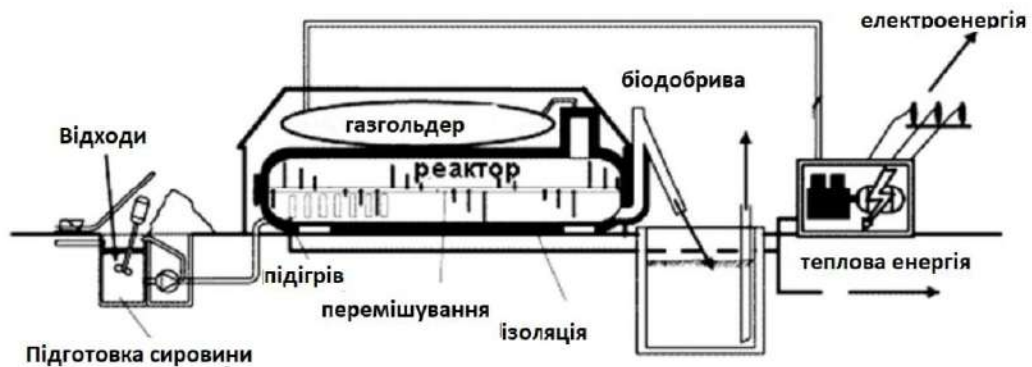 електроенергія
біодобрива
газгольдер
Відходи
реактор
підігрів
теплова енергія
перемішування
ізоляція
Підготовка сировини